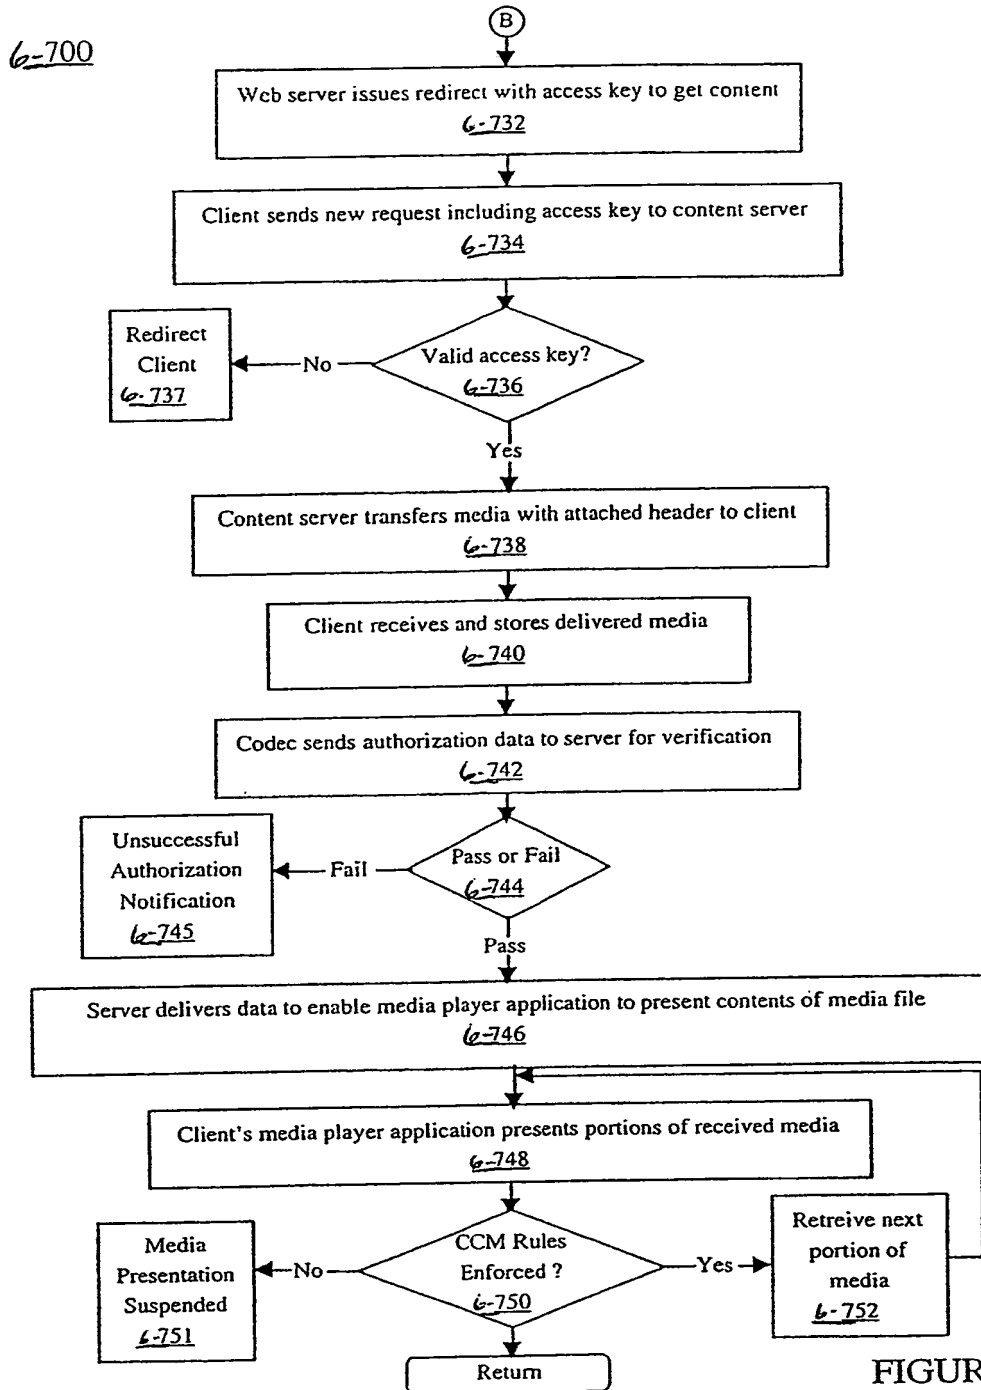 B
6-700
Web server issues redirect with access key to get content
6-732
Client sends new request including access key to content server
6-734
Redirect
Client
6-737
No
Valid access key?
6-736
Yes
Content server transfers media with attached header to client
6-738
Client receives and stores delivered media
6-740
Codec sends authorization data to server for verification
6-742
Unsuccessful
Authorization
Notification
6-745
Fail
Pass or Fail
6-744
Pass
Server delivers data to enable media player application to present contents of media file
6-746
Client's media player application presents portions of received media
6-748
Media
Presentation
Suspended
6-751
No
CCM Rules
Enforced ?
6-750
Yes
Retreive next
portion of
media
6-752
Return
FIGUR